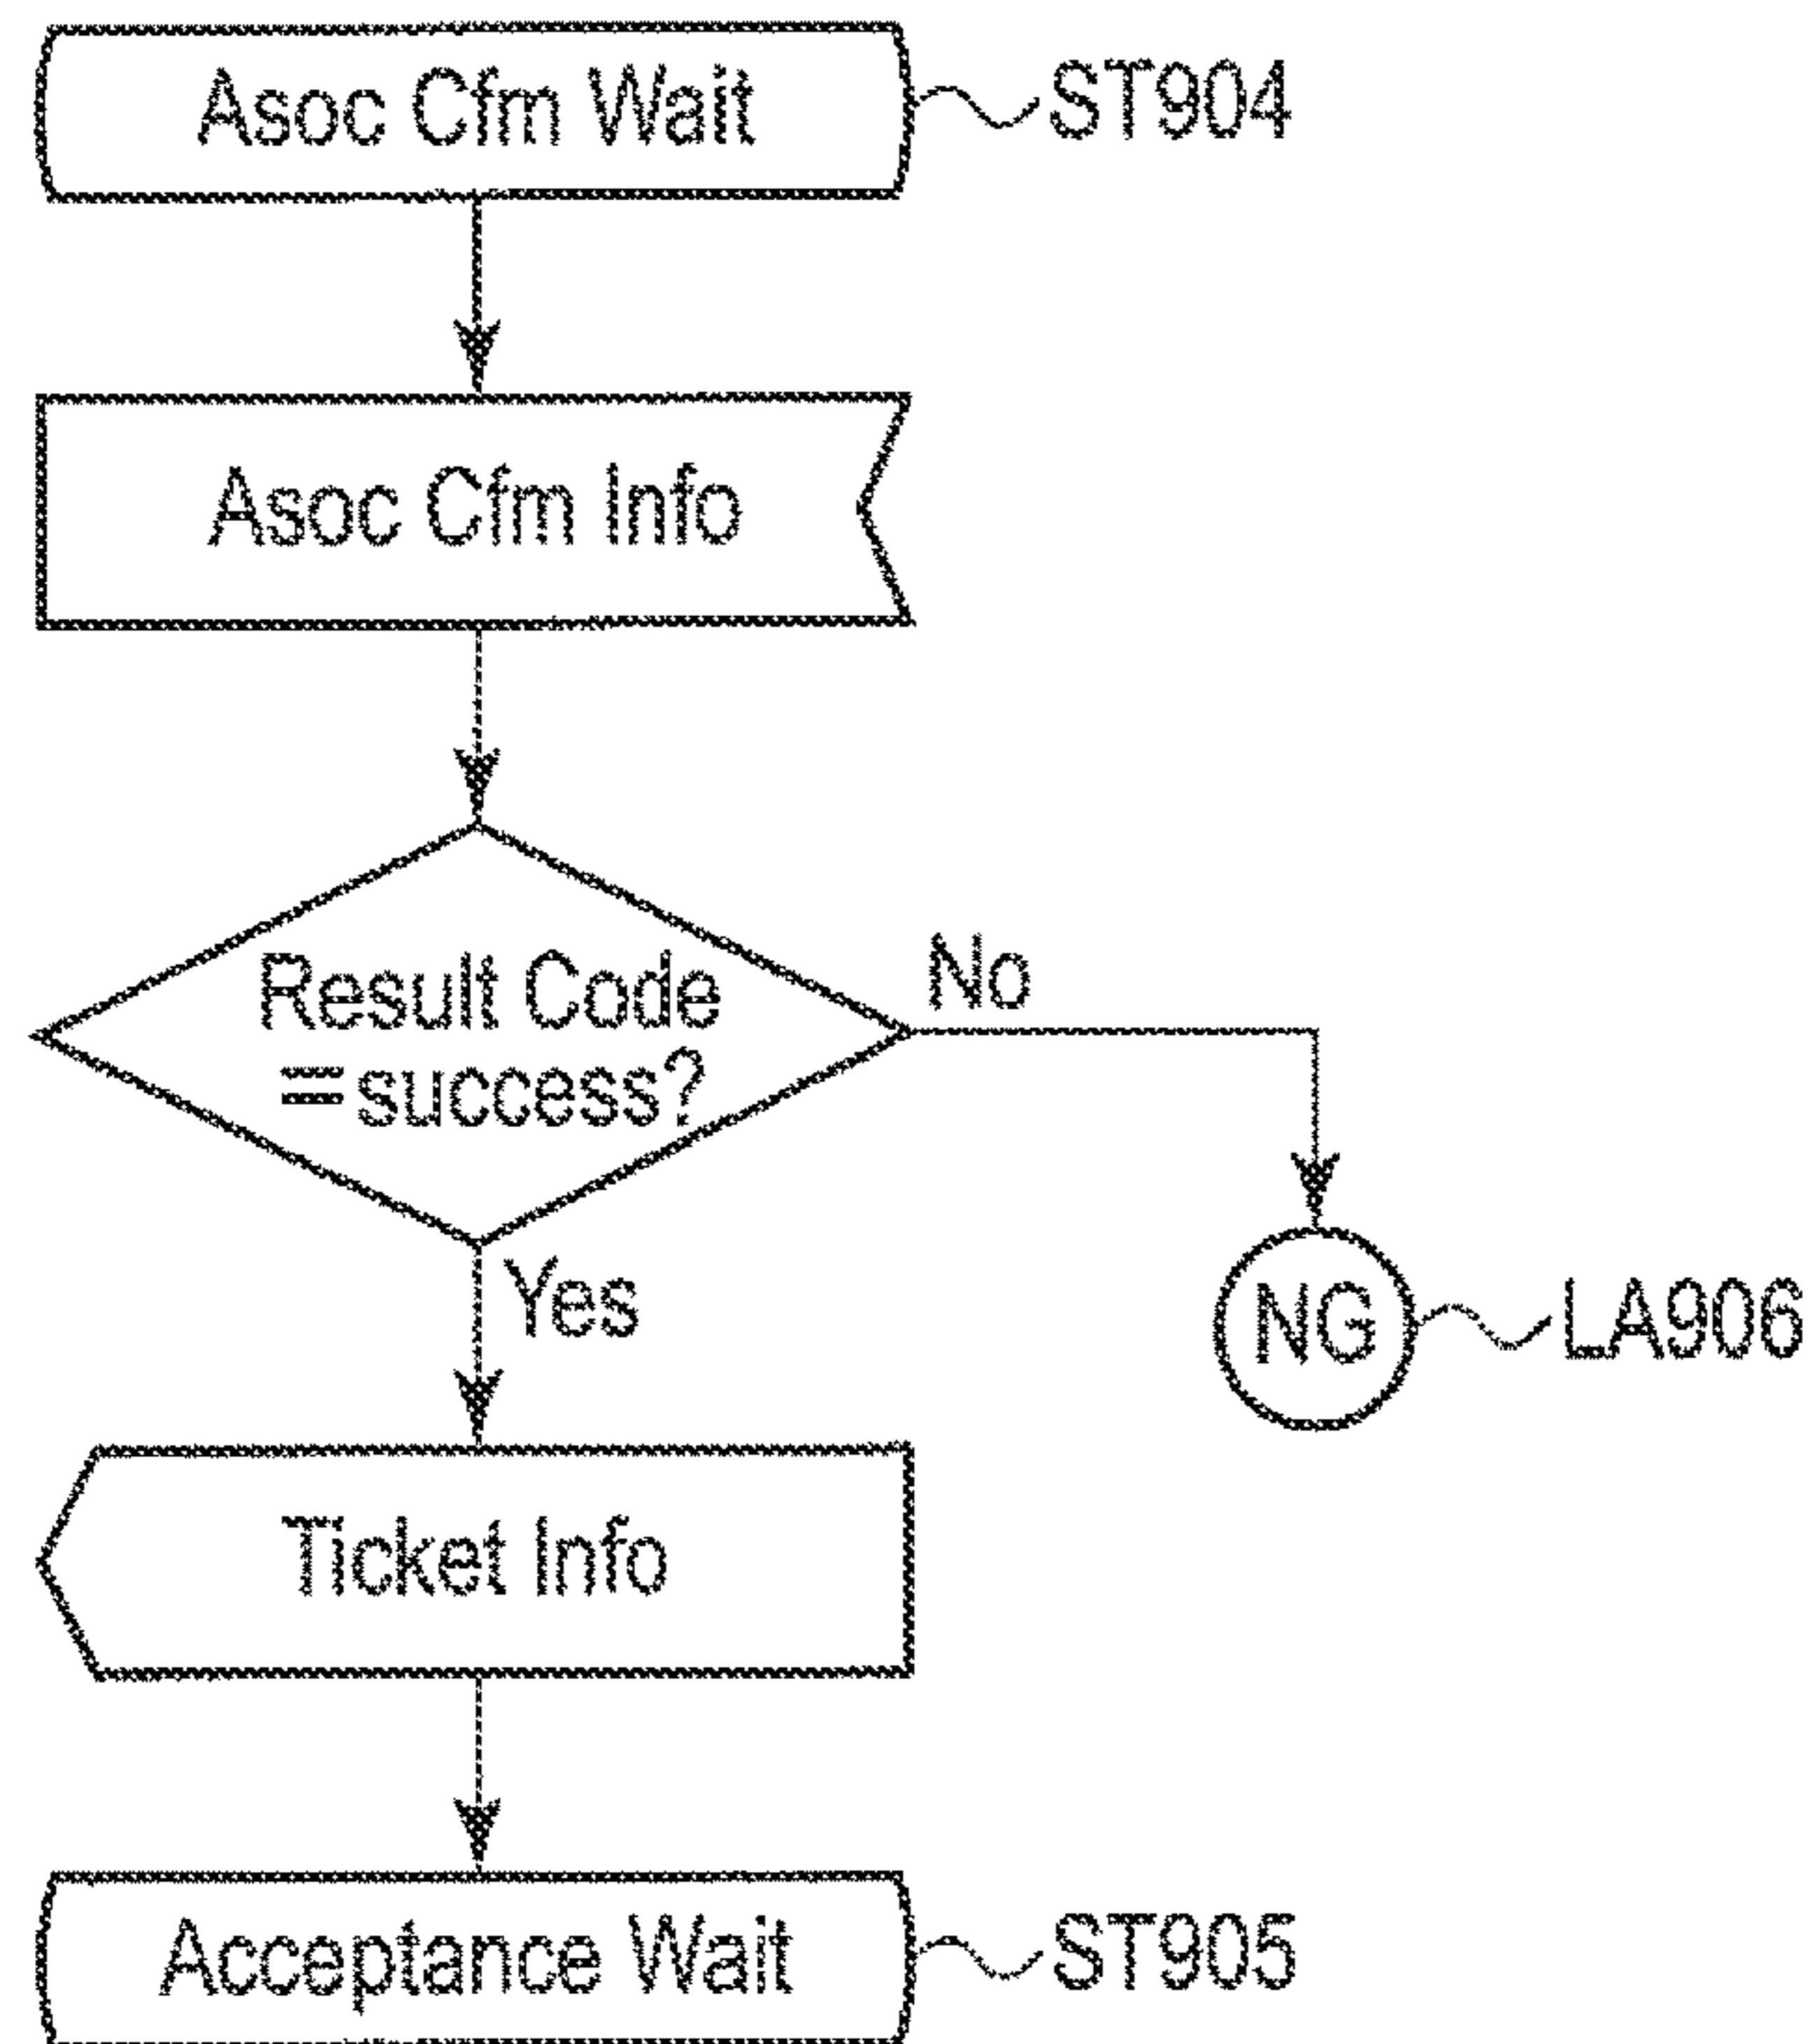 Asoc Cfm Wait
ST904
Asoc Cfm Info
Result Code
=success?
No
Yes
NG
LA906
Ticket Info
Acceptance Wait
ST905